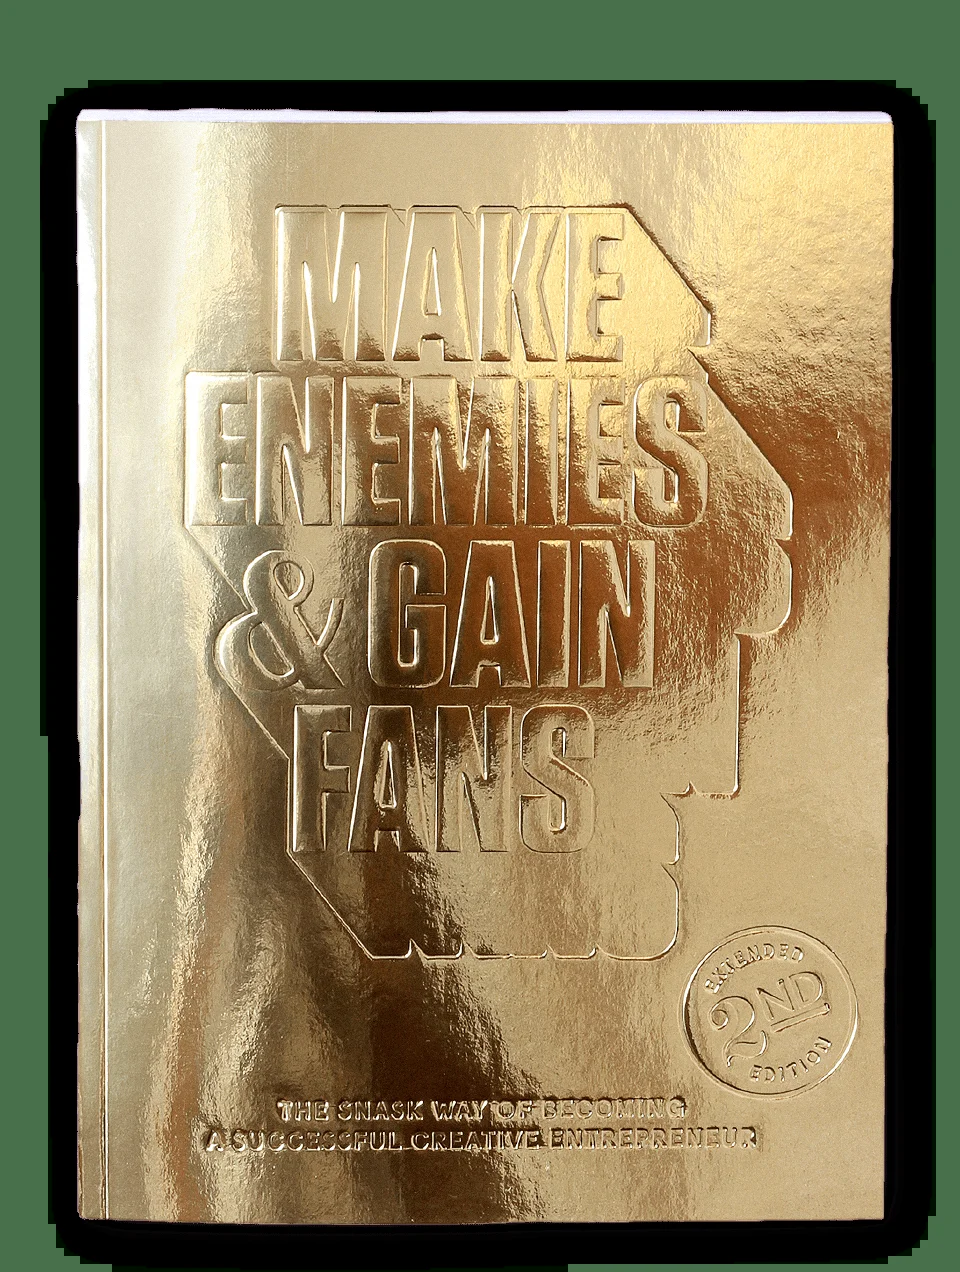 MAKE
ENEMIES
& GAIN
FANS
EXTENDED
2ND
EDITION
THE SNASK WAY OF BECOMING
A SUCCESSFUL CREATIVE ENTREPRENEUR